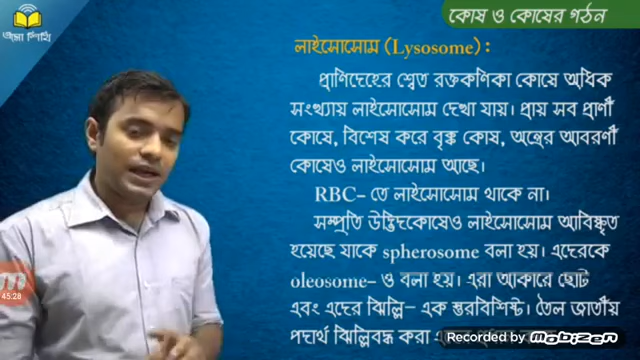 কোষ ও কোষের গঠন
এসো শিখি
লাইসোসোম (Lysosome) :
প্রাণিদেহের শ্বেত রক্তকণিকা কোষে অধিক
সংখ্যায় লাইসোসোম দেখা যায়। প্রায় সব প্রাণী
কোষে, বিশেষ করে বৃক্ক কোষ, অন্ত্রের আবরণী
কোষেও লাইসোসোম আছে।
RBC- তে লাইসোসোম থাকে না।
সম্প্রতি উদ্ভিদকোষেও লাইসোসোম আবিষ্কৃত
হয়েছে যাকে spherosome বলা হয়। এদেরকে
oleosome- ও বলা হয়। এরা আকারে ছোট
এবং এদের ঝিল্লি- এক স্তরবিশিষ্ট। তৈল জাতীয়
পদার্থ ঝিল্লিবদ্ধ করা
45:28
Recorded by mobizen